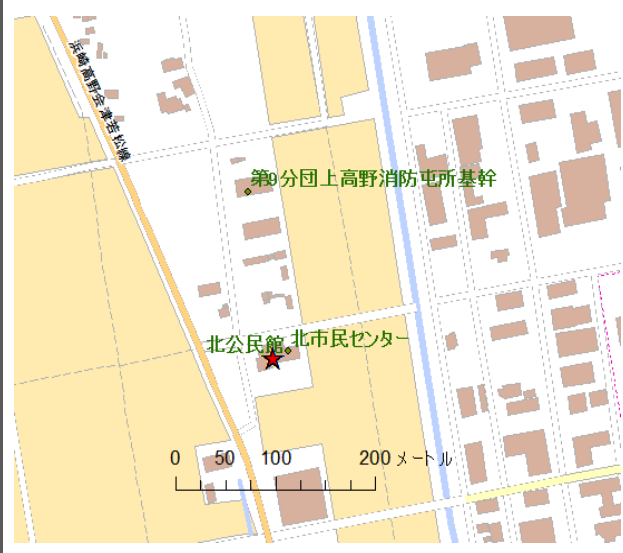 浜崎高野会津若松線
第9分団上高野消防屯所基幹
北公民館
北市民センター
0 50 100 200 メートル